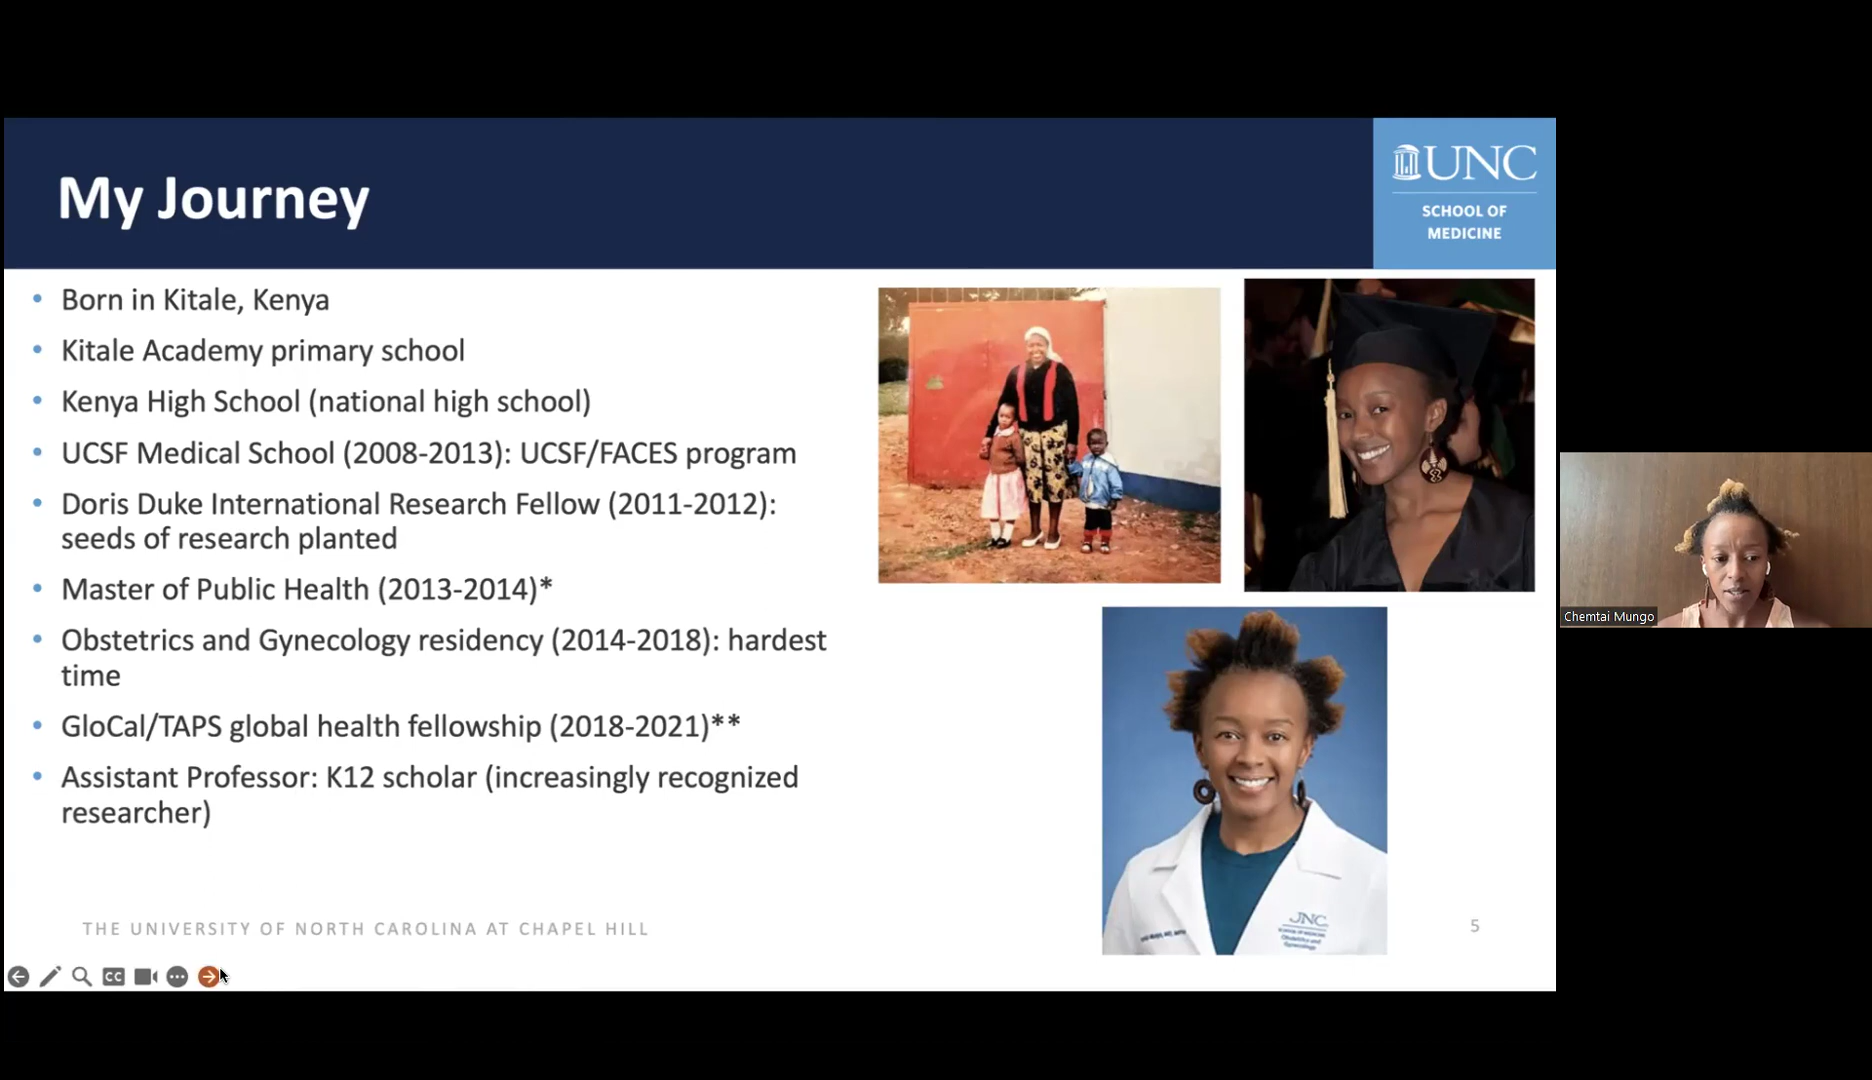 My Journey
UNC
SCHOOL OF
MEDICINE
• Born in Kitale, Kenya
• Kitale Academy primary school
• Kenya High School (national high school)
• UCSF Medical School (2008-2013): UCSF/FACES program
• Doris Duke International Research Fellow (2011-2012):
seeds of research planted
• Master of Public Health (2013-2014)*
• Obstetrics and Gynecology residency (2014-2018): hardest
time
• GloCal/TAPS global health fellowship (2018-2021)**
• Assistant Professor: K12 scholar (increasingly recognized
researcher)
Chemtai Mungo
Obstetrics and
Gynecology
THE UNIVERSITY OF NORTH CAROLINA AT CHAPEL HILL
5
CC